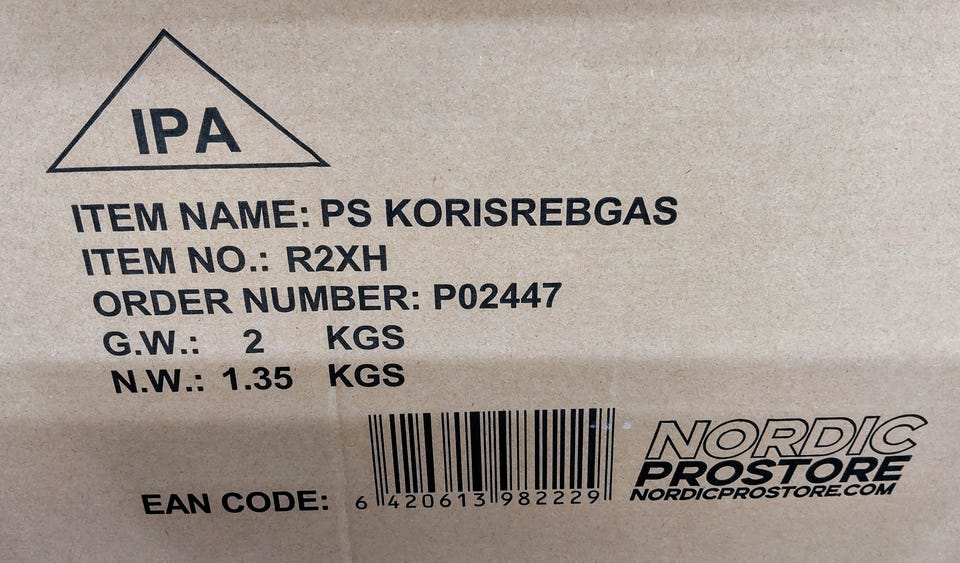 IPA
ITEM NAME: PS KORISREBGAS
ITEM NO.: R2XH
ORDER NUMBER: P02447
G.W.: 2 KGS
N.W.: 1.35 KGS
EAN CODE: 6 420613 982229
NORDIC
PROSTORE
NORDICPROSTORE.COM